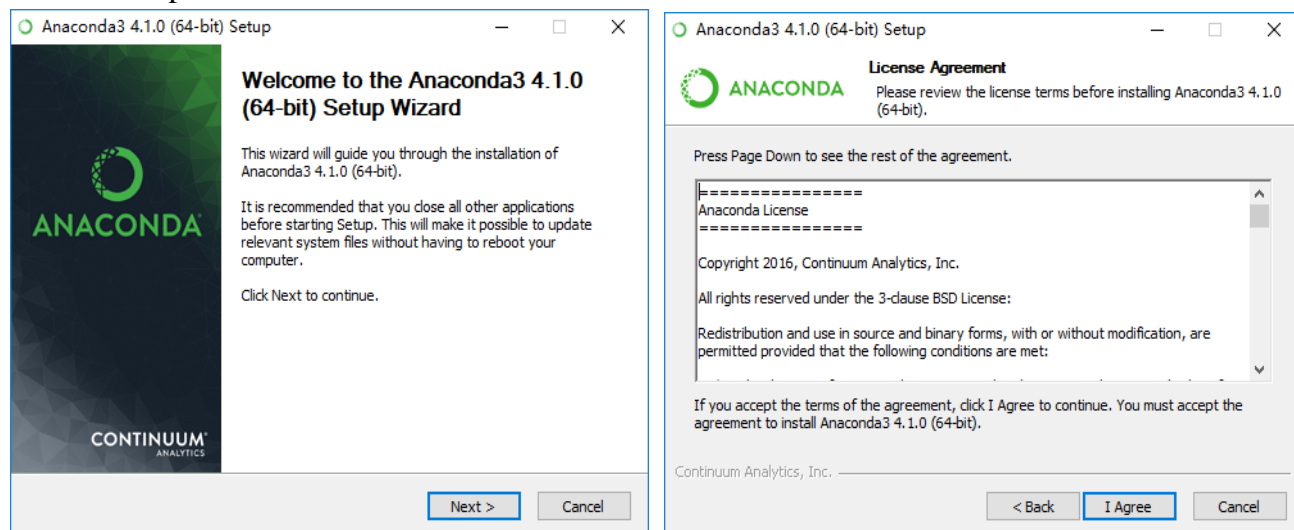 Anaconda3 4.1.0 (64-bit) Setup
Welcome to the Anaconda3 4.1.0
(64-bit) Setup Wizard
This wizard will guide you through the installation of
Anaconda3 4.1.0 (64-bit).
It is recommended that you close all other applications
before starting Setup. This will make it possible to update
relevant system files without having to reboot your
computer.
Click Next to continue.
ANACONDA
CONTINUUM
ANALYTICS
Next >
Cancel
Anaconda3 4.1.0 (64-bit) Setup
ANACONDA
License Agreement
Please review the license terms before installing Anaconda3 4.1.0
(64-bit).
Press Page Down to see the rest of the agreement.
================
Anaconda License
================
Copyright 2016, Continuum Analytics, Inc.
All rights reserved under the 3-clause BSD License:
Redistribution and use in source and binary forms, with or without modification, are
permitted provided that the following conditions are met:
If you accept the terms of the agreement, click I Agree to continue. You must accept the
agreement to install Anaconda3 4.1.0 (64-bit).
Continuum Analytics, Inc.
< Back
I Agree
Cancel